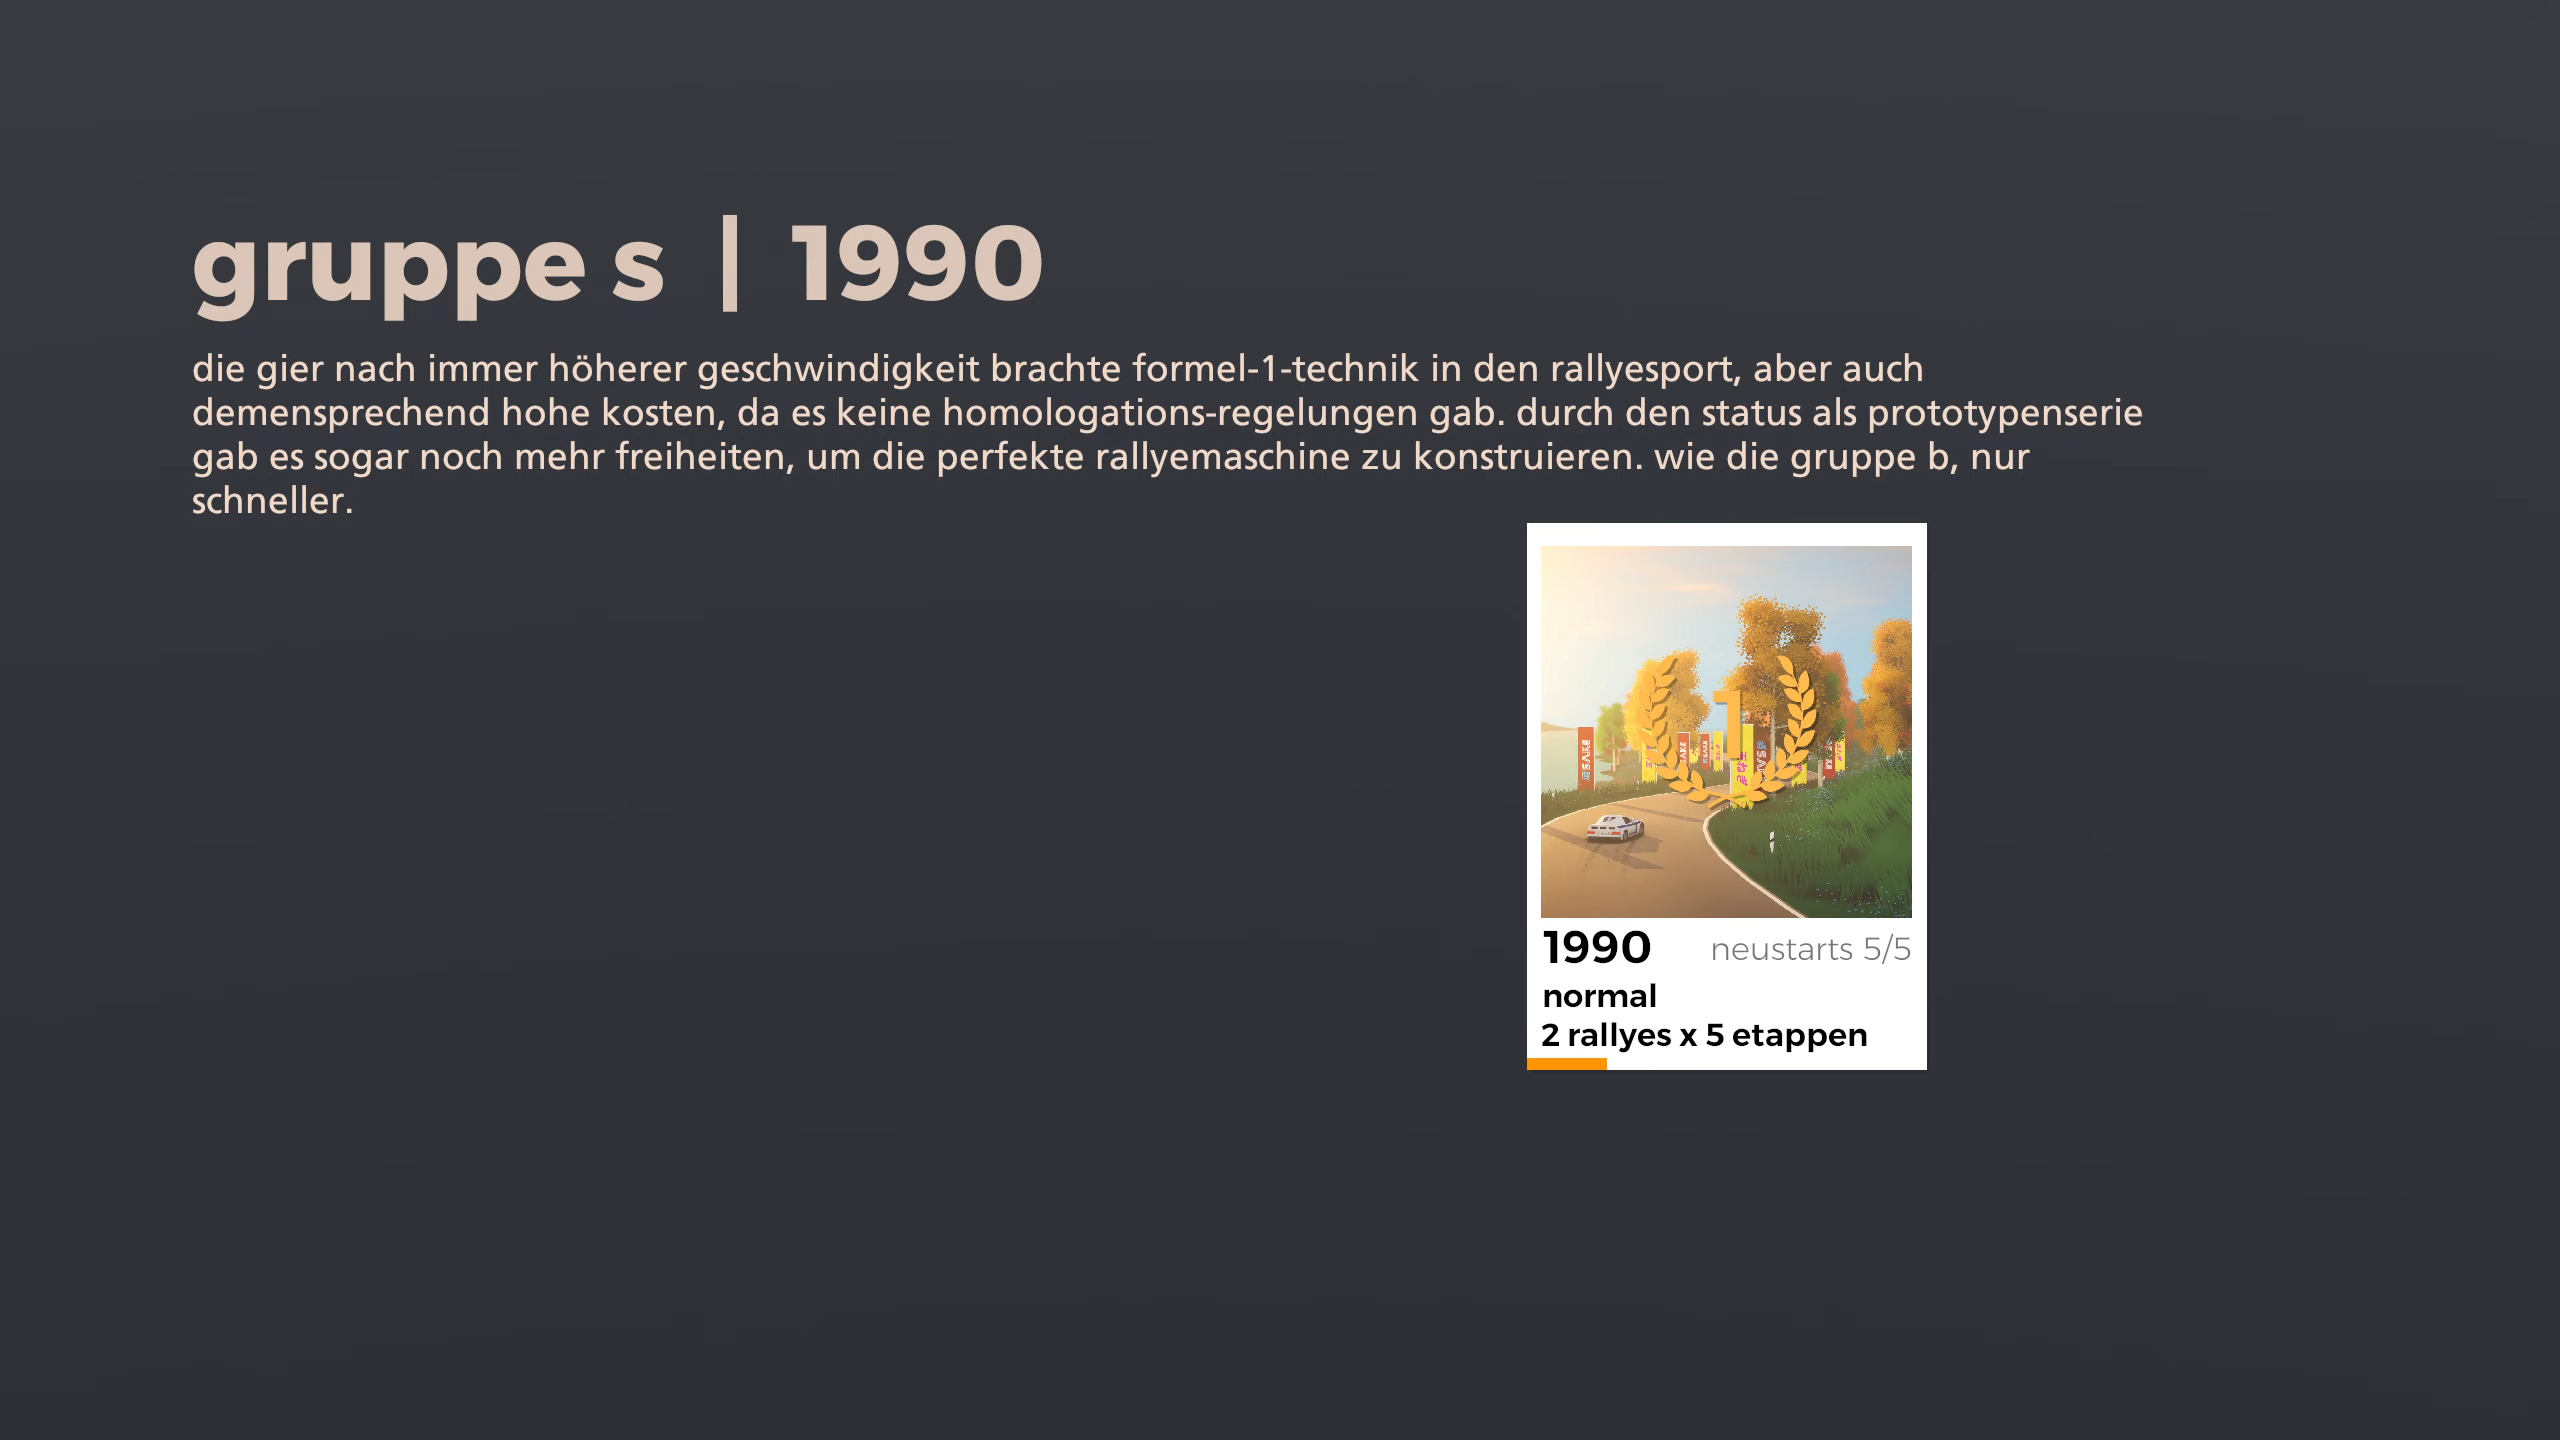 gruppe s | 1990
die gier nach immer höherer geschwindigkeit brachte formel-1-technik in den rallyesport, aber auch
demensprechend hohe kosten, da es keine homologations-regelungen gab. durch den status als prototypenserie
gab es sogar noch mehr freiheiten, um die perfekte rallyemaschine zu konstruieren. wie die gruppe b, nur
schneller.
1
1990 neustarts 5/5
normal
2 rallyes x 5 etappen